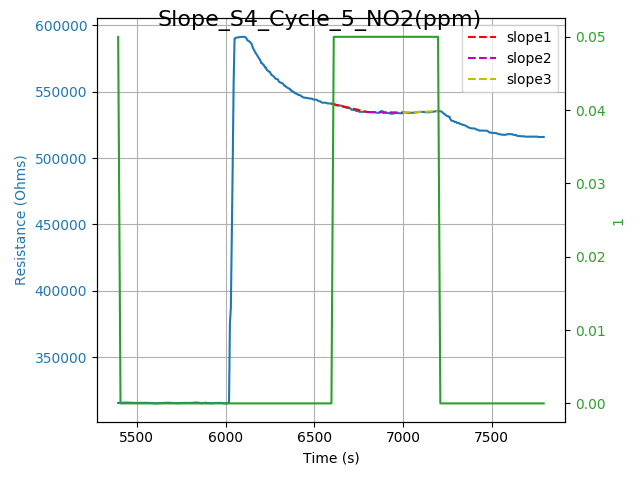 Slope_S4_Cycle_5_NO2(ppm)
slope1
slope2
slope3
600000
550000
500000
450000
400000
350000
Resistance (Ohms)
0.05
0.04
0.03
0.02
0.01
0.00
1
5500 6000 6500 7000 7500
Time (s)